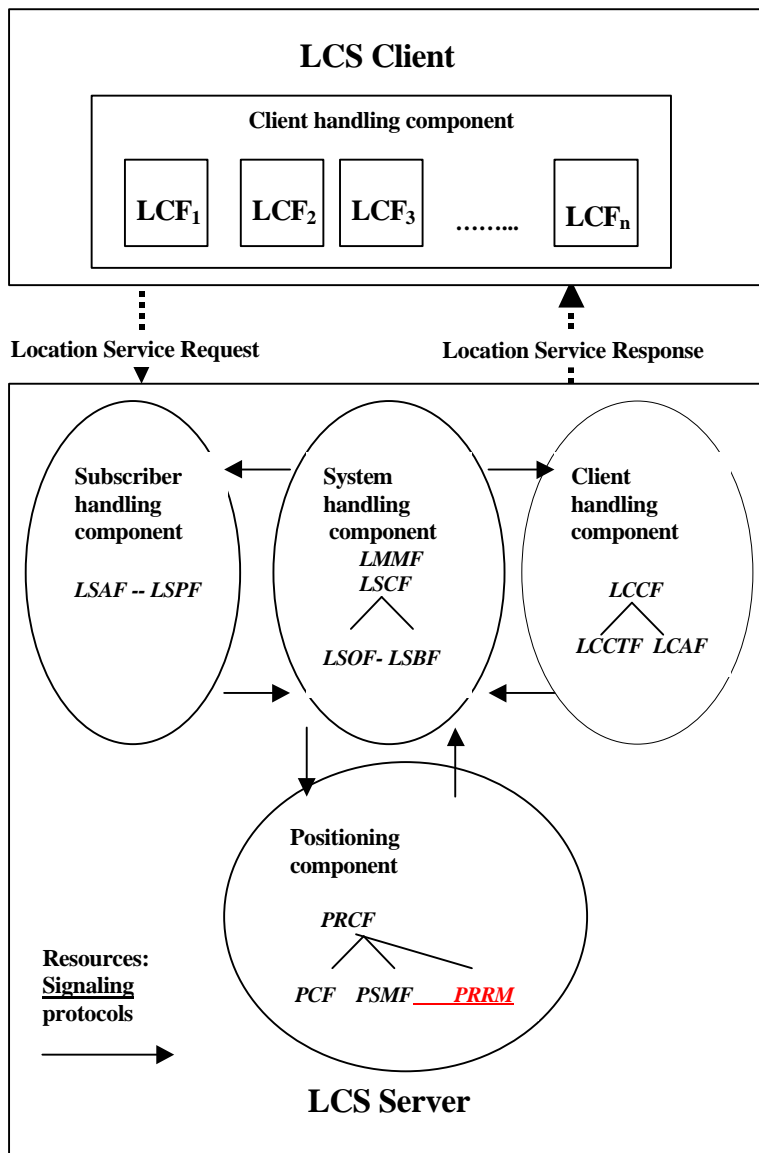 LCS Client
Client handling component
LCF1 LCF2 LCF3 ……... LCFn
Location Service Request
Location Service Response
Subscriber
handling
component
LSAF -- LSPF
System
handling
component
LMMF
LSCF
LSOF- LSBF
Client
handling
component
LCCF
LCCTF LCAF
Positioning
component
PRCF
PCF PSMF PRRM
Resources:
Signaling
protocols
LCS Server